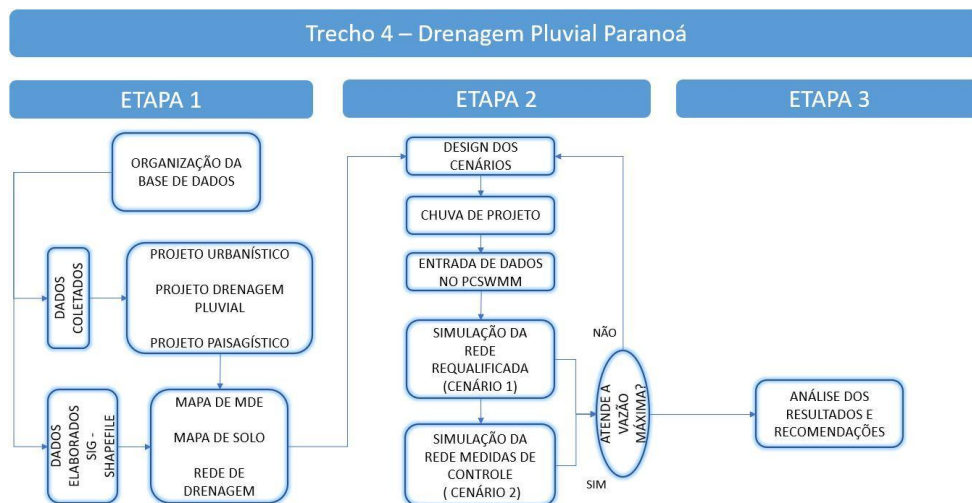 Trecho 4 – Drenagem Pluvial Paranoá
ETAPA 1
ETAPA 2
ETAPA 3
ORGANIZAÇÃO DA
BASE DE DADOS
DADOS
COLETADOS
PROJETO URBANÍSTICO
PROJETO DRENAGEM
PLUVIAL
PROJETO PAISAGÍSTICO
DADOS
ELABORADOS
SIG -
SHAPEFILE
MAPA DE MDE
MAPA DE SOLO
REDE DE
DRENAGEM
DESIGN DOS
CENÁRIOS
CHUVA DE PROJETO
ENTRADA DE DADOS
NO PCSWMM
SIMULAÇÃO DA
REDE
REQUALIFICADA
(CENÁRIO 1)
SIMULAÇÃO DA
REDE MEDIDAS DE
CONTROLE
( CENÁRIO 2)
NÃO
ATENDE A
VAZÃO
MÁXIMA?
SIM
ANÁLISE DOS
RESULTADOS E
RECOMENDAÇÕES